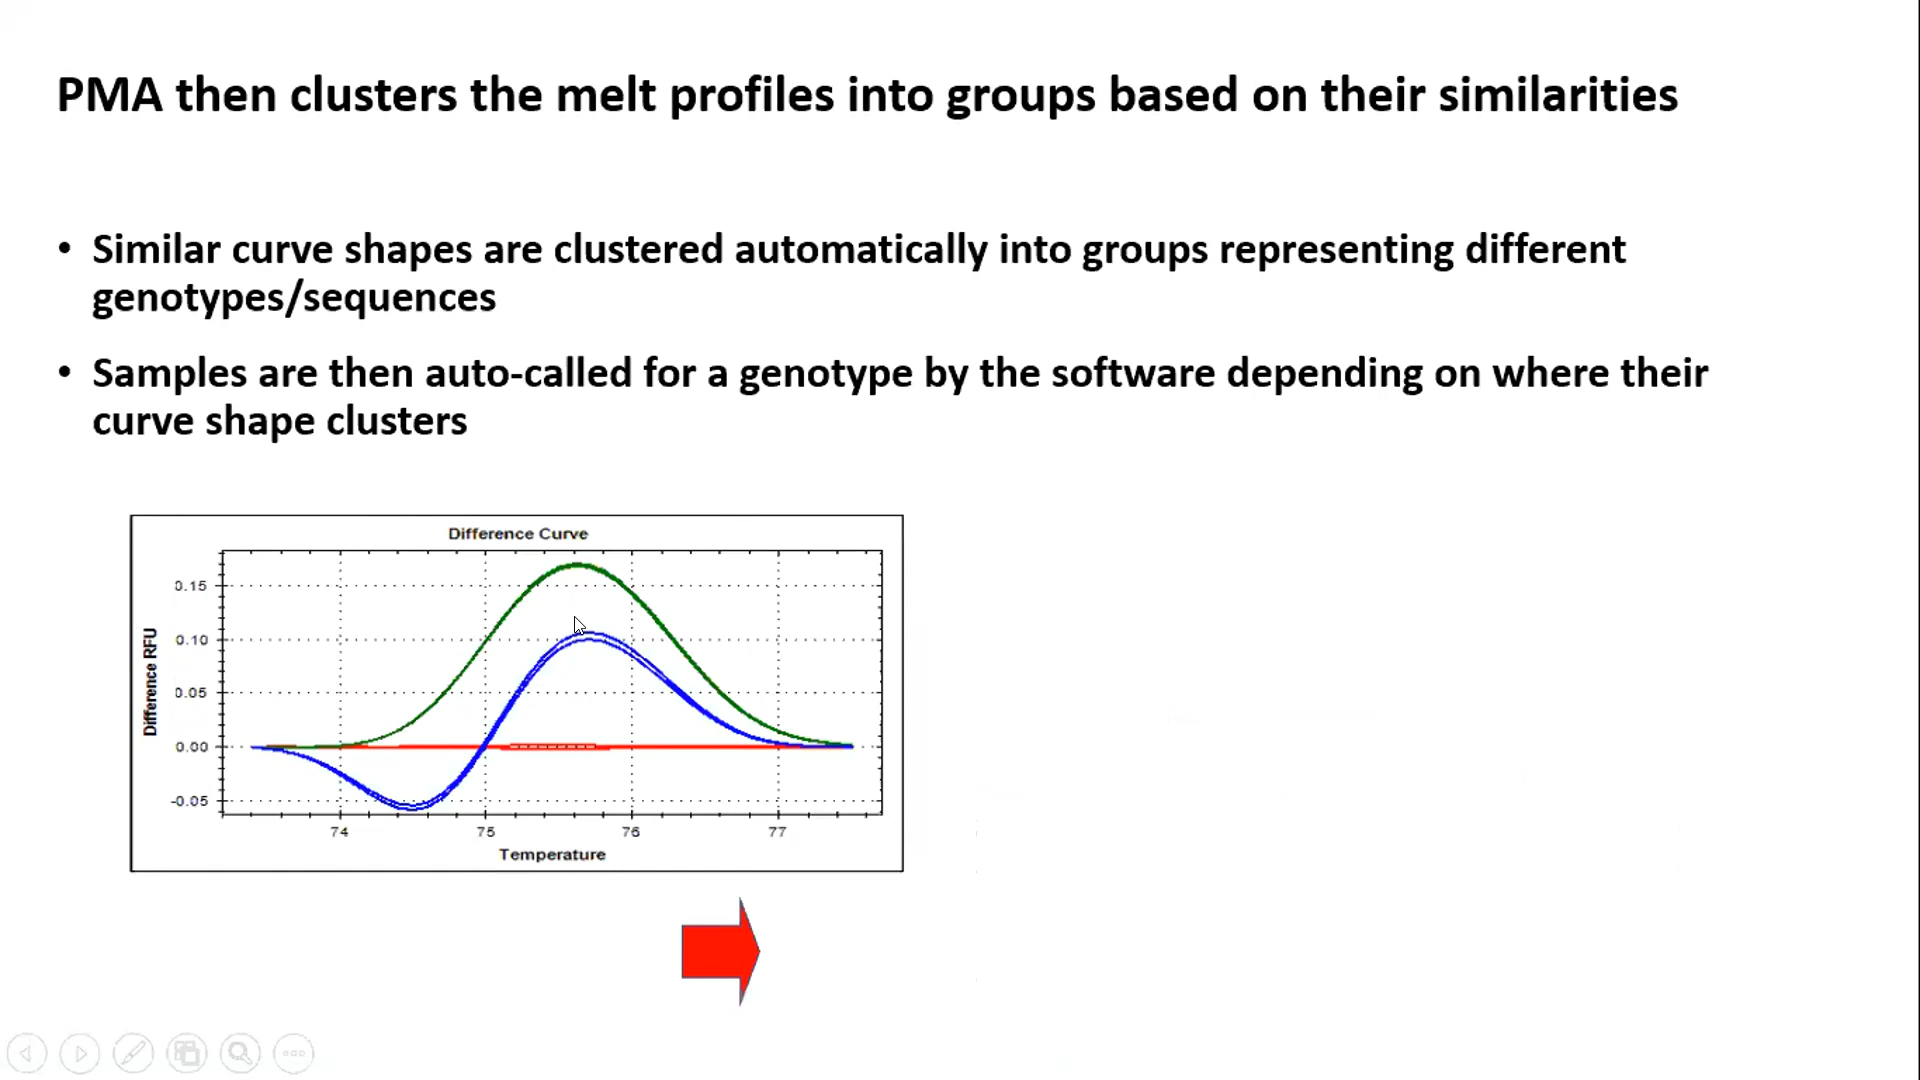 PMA then clusters the melt profiles into groups based on their similarities
• Similar curve shapes are clustered automatically into groups representing different
genotypes/sequences
• Samples are then auto-called for a genotype by the software depending on where their
curve shape clusters
Difference Curve
Difference RFU
0.15
0.10
0.05
0.00
-0.05
74 75 76 77
Temperature